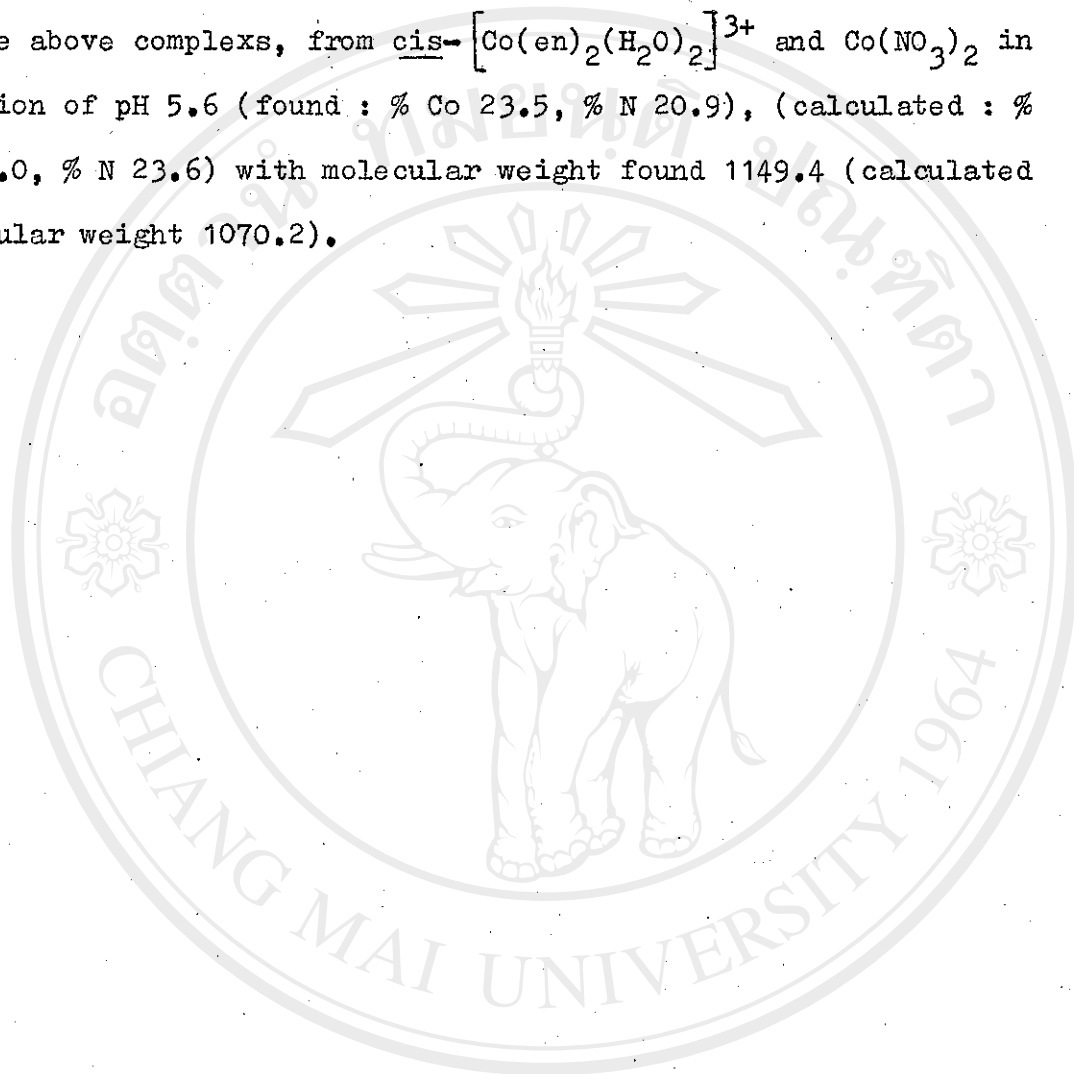 e above complexs, from cis-[Co(en)₂(H₂O)₂]³⁺ and Co(NO₃)₂ in
ion of pH 5.6 (found : % Co 23.5, % N 20.9), (calculated : %
.0, % N 23.6) with molecular weight found 1149.4 (calculated
ular weight 1070.2).
CHIANG MAI UNIVERSITY 1964